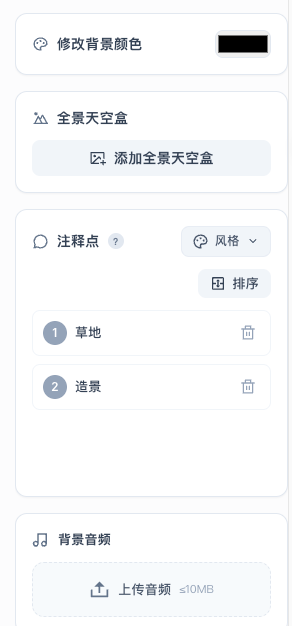 修改背景颜色
全景天空盒
添加全景天空盒
注释点 ? 风格
排序
1 草地
2 造景
背景音频
上传音频 ≤10MB